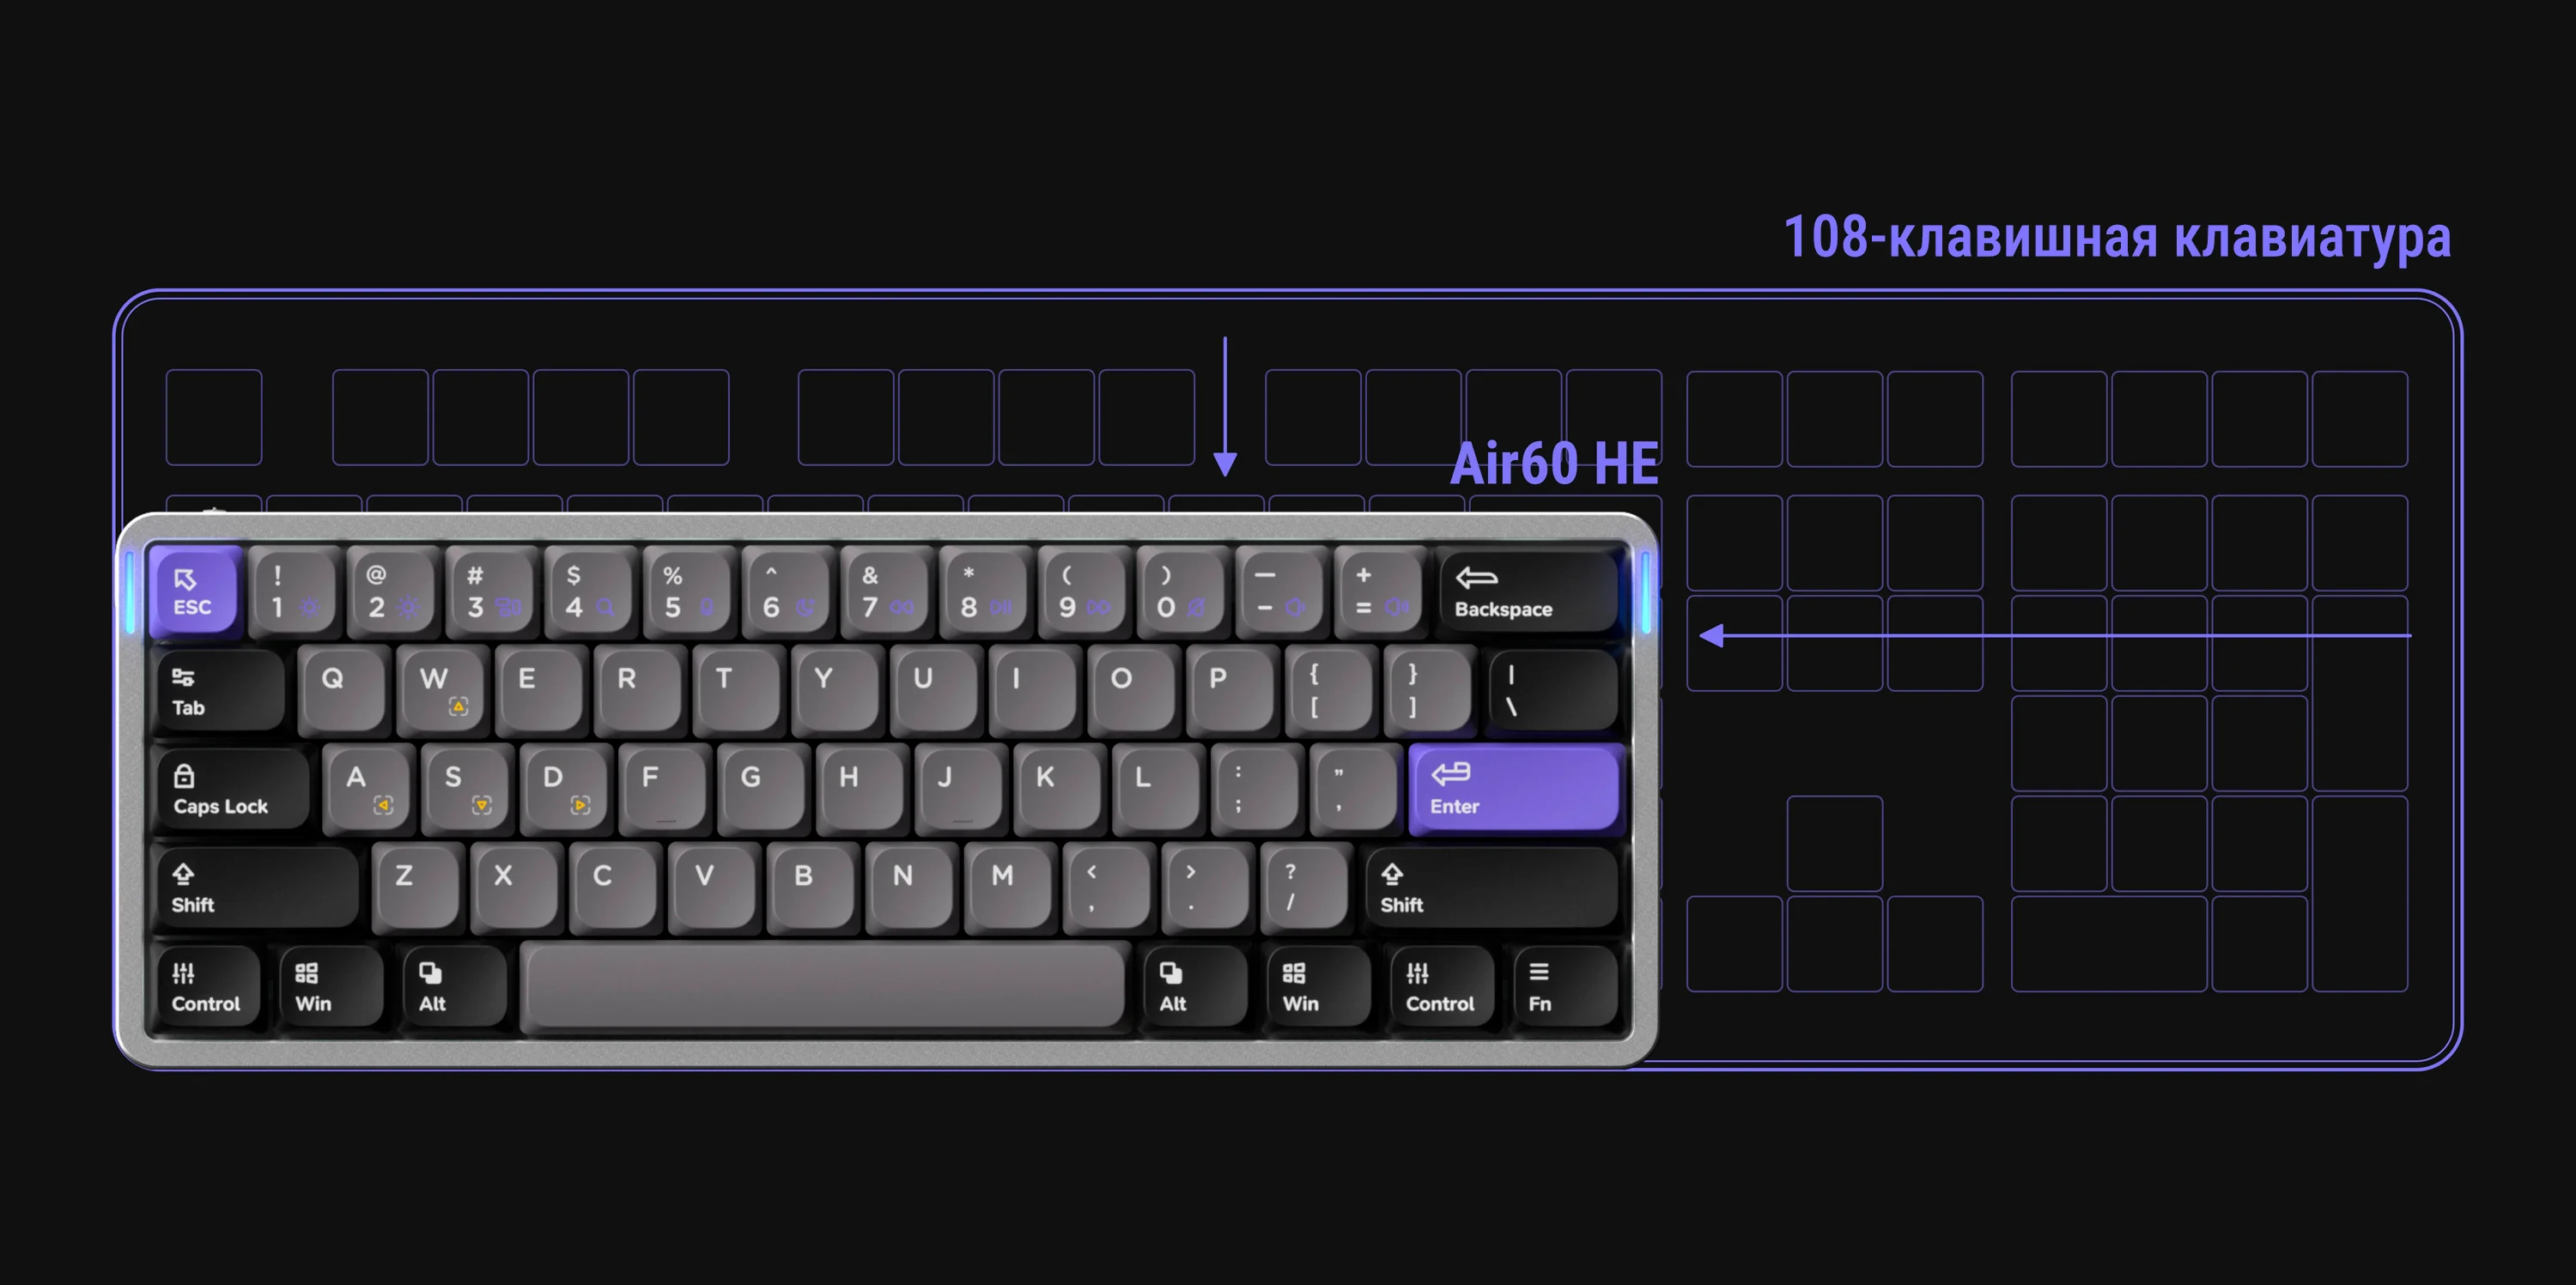 108-клавишная клавиатура
Air60 HE
ESC ! 1 @ 2 # 3 $ 4 % 5 ^ 6 & 7 * 8 ( 9 ) 0 — - + = Backspace
Tab Q W E R T Y U I O P { [ } ] | \
Caps Lock A S D F G H J K L : ; " , Enter
Shift Z X C V B N M < , > . ? / Shift
Control Win Alt Alt Win Control Fn